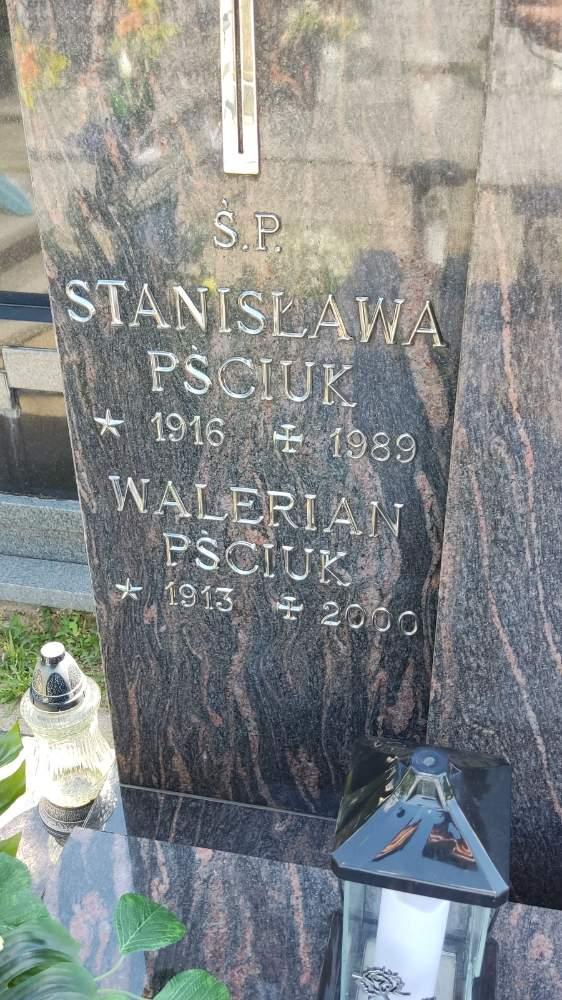 Ś.P.
STANISŁAWA
PŚCIUK
★ 1916 ✠ 1989
WALERIAN
PŚCIUK
★ 1913 ✠ 2000